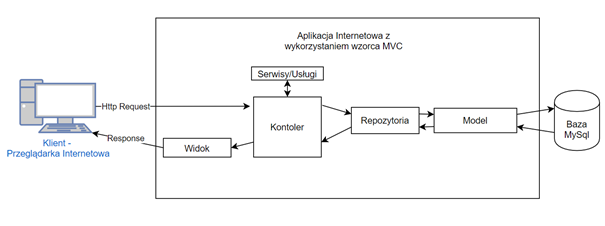 Aplikacja Internetowa z
wykorzystaniem wzorca MVC
Serwisy/Usługi
Http Request
Kontoler
Repozytoria
Model
Baza
MySql
Response
Widok
Klient -
Przeglądarka Internetowa